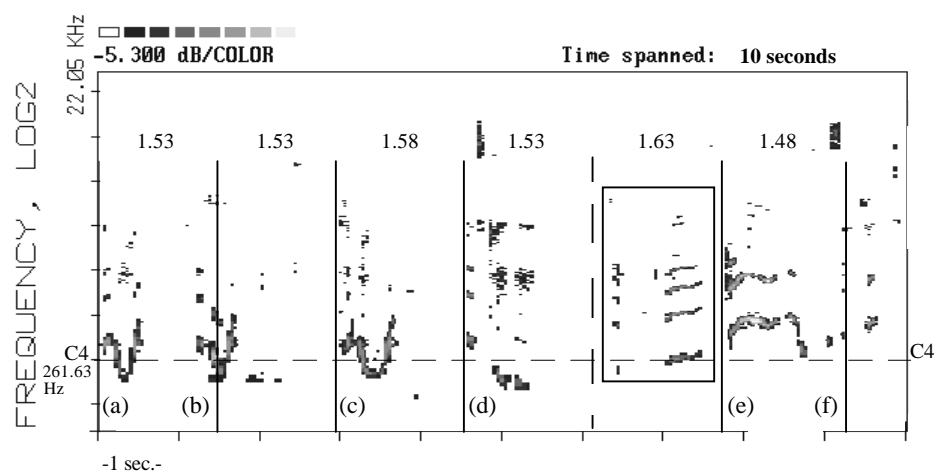 -5.300 dB/COLOR
Time spanned: 10 seconds
22.05 KHz
FREQUENCY, LOG2
1.53 1.53 1.58 1.53 1.63 1.48
C4 C4
261.63
Hz
(a) (b) (c) (d) (e) (f)
-1 sec.-